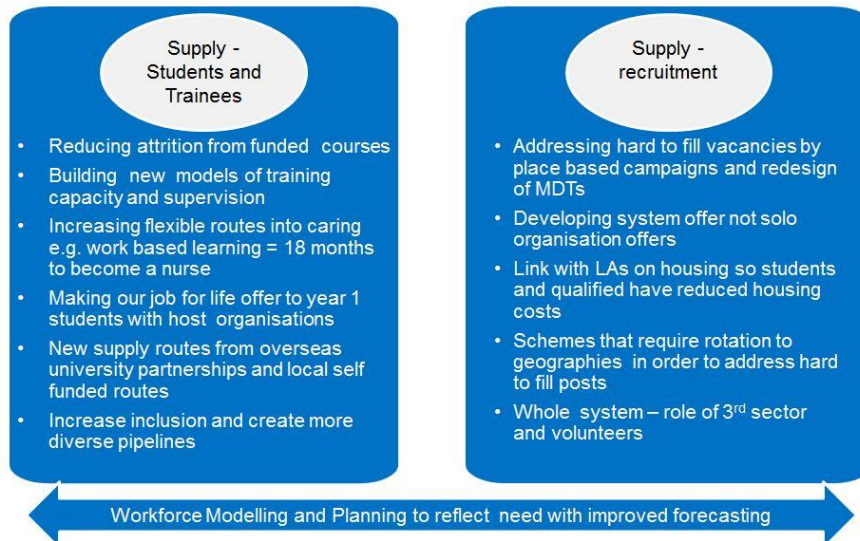 Supply -
Students and
Trainees
• Reducing attrition from funded courses
• Building new models of training
capacity and supervision
• Increasing flexible routes into caring
e.g. work based learning = 18 months
to become a nurse
• Making our job for life offer to year 1
students with host organisations
• New supply routes from overseas
university partnerships and local self
funded routes
• Increase inclusion and create more
diverse pipelines
Supply -
recruitment
• Addressing hard to fill vacancies by
place based campaigns and redesign
of MDTs
• Developing system offer not solo
organisation offers
• Link with LAs on housing so students
and qualified have reduced housing
costs
• Schemes that require rotation to
geographies in order to address hard
to fill posts
• Whole system – role of 3rd sector
and volunteers
Workforce Modelling and Planning to reflect need with improved forecasting